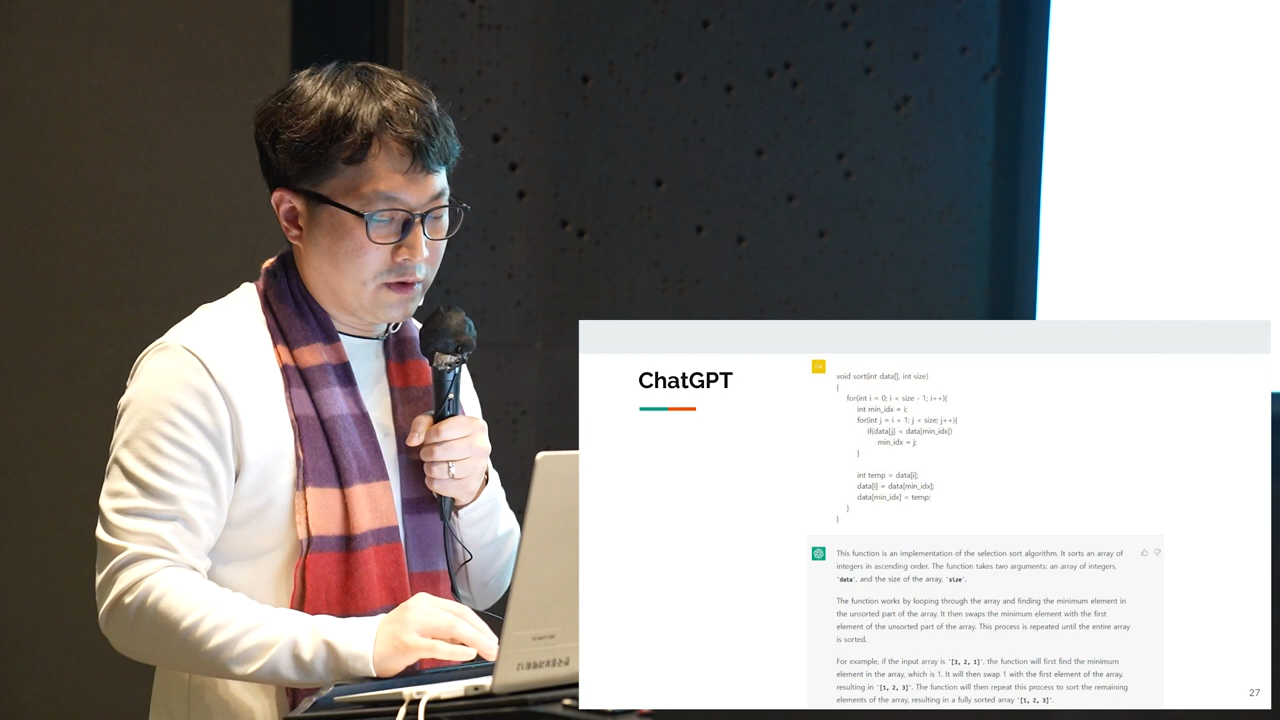 ChatGPT
void sort(int data[], int size)
{
for(int i = 0; i < size - 1; i++){
int min_idx = i;
for(int j = i + 1; j < size; j++){
if(data[j] < data[min_idx])
min_idx = j;
}
int temp = data[i];
data[i] = data[min_idx];
data[min_idx] = temp;
}
}
This function is an implementation of the selection sort algorithm. It sorts an array of
integers in ascending order. The function takes two arguments: an array of integers,
`data`, and the size of the array, `size`.
The function works by looping through the array and finding the minimum element in
the unsorted part of the array. It then swaps the minimum element with the first
element of the unsorted part of the array. This process is repeated until the entire array
is sorted.
For example, if the input array is `[3, 2, 1]`, the function will first find the minimum
element in the array, which is 1. It will then swap 1 with the first element of the array,
resulting in `[1, 2, 3]`. The function will then repeat this process to sort the remaining
elements of the array, resulting in a fully sorted array `[1, 2, 3]`.
27